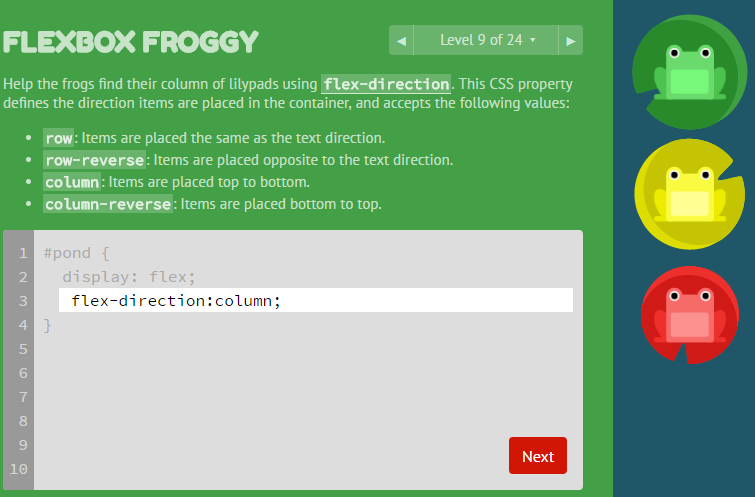 FLEXBOX FROGGY
◀ Level 9 of 24 ▾ ▶
Help the frogs find their column of lilypads using flex-direction. This CSS property
defines the direction items are placed in the container, and accepts the following values:
• row: Items are placed the same as the text direction.
• row-reverse: Items are placed opposite to the text direction.
• column: Items are placed top to bottom.
• column-reverse: Items are placed bottom to top.
1 #pond {
2 display: flex;
3 flex-direction:column;
4 }
5
6
7
8
9
10
Next